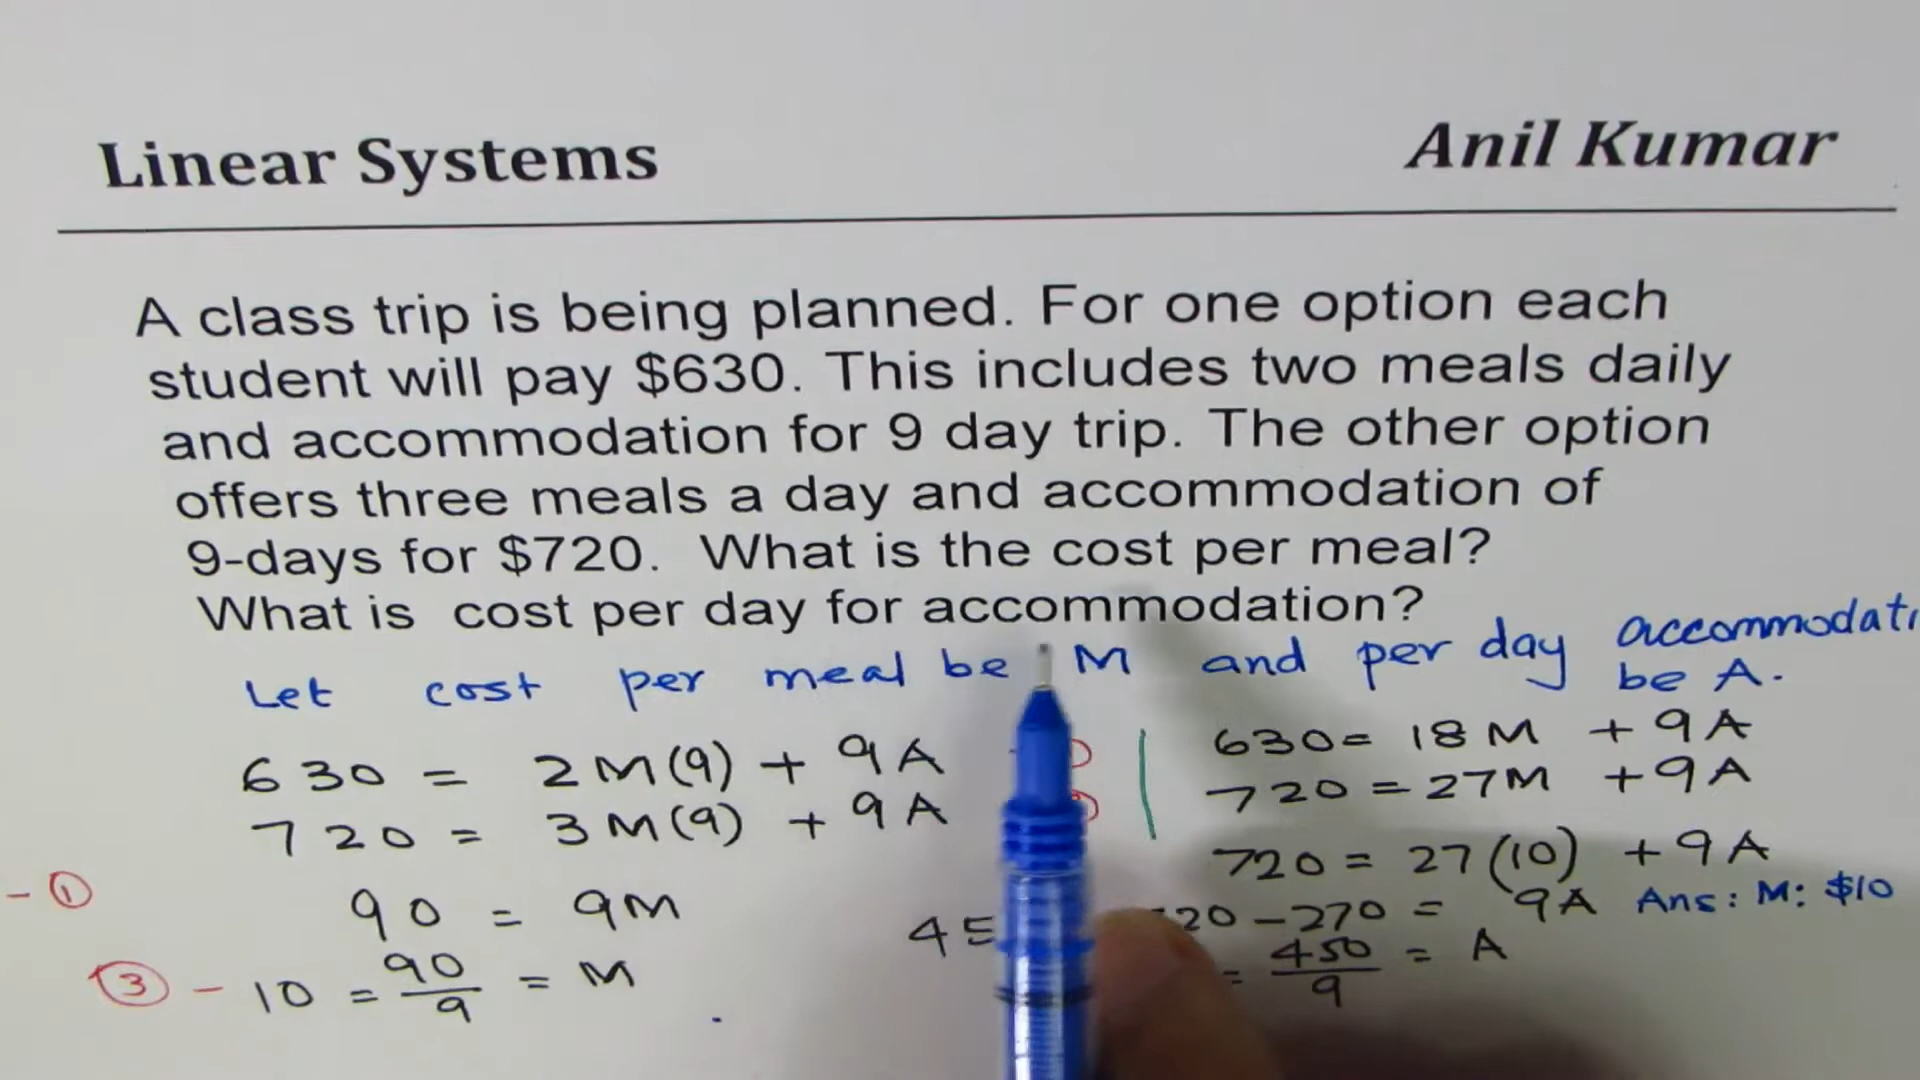 Linear Systems
Anil Kumar
A class trip is being planned. For one option each
student will pay $630. This includes two meals daily
and accommodation for 9 day trip. The other option
offers three meals a day and accommodation of
9-days for $720. What is the cost per meal?
What is cost per day for accommodation?
Let cost per meal be M and per day accommodati
be A.
630 = 2M(9) + 9A
720 = 3M(9) + 9A
- ① 90 = 9M
③ - 10 = 90/9 = M
630 = 18M + 9A
720 = 27M + 9A
720 = 27(10) + 9A
20 - 270 = 9A
= 450/9 = A
Ans: M: $10